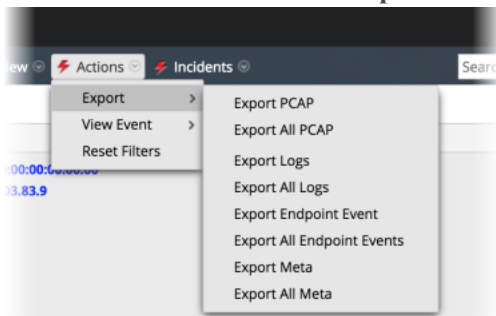 Actions Incidents
Export
View Event
Reset Filters
Export PCAP
Export All PCAP
Export Logs
Export All Logs
Export Endpoint Event
Export All Endpoint Events
Export Meta
Export All Meta